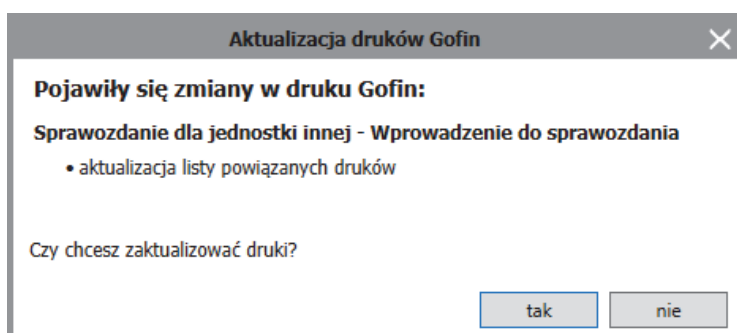 Aktualizacja druków Gofin
Pojawiły się zmiany w druku Gofin:
Sprawozdanie dla jednostki innej - Wprowadzenie do sprawozdania
• aktualizacja listy powiązanych druków
Czy chcesz zaktualizować druki?
tak nie